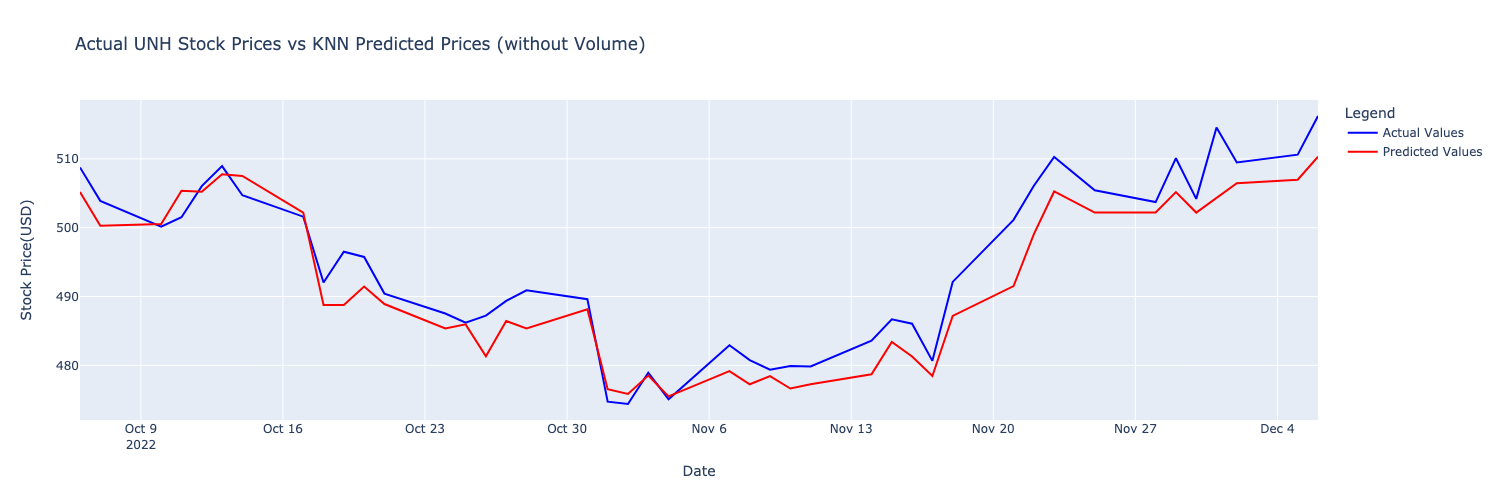 Actual UNH Stock Prices vs KNN Predicted Prices (without Volume)
Legend
Actual Values
Predicted Values
510
500
490
480
Stock Price(USD)
Oct 9
2022
Oct 16
Oct 23
Oct 30
Nov 6
Nov 13
Nov 20
Nov 27
Dec 4
Date